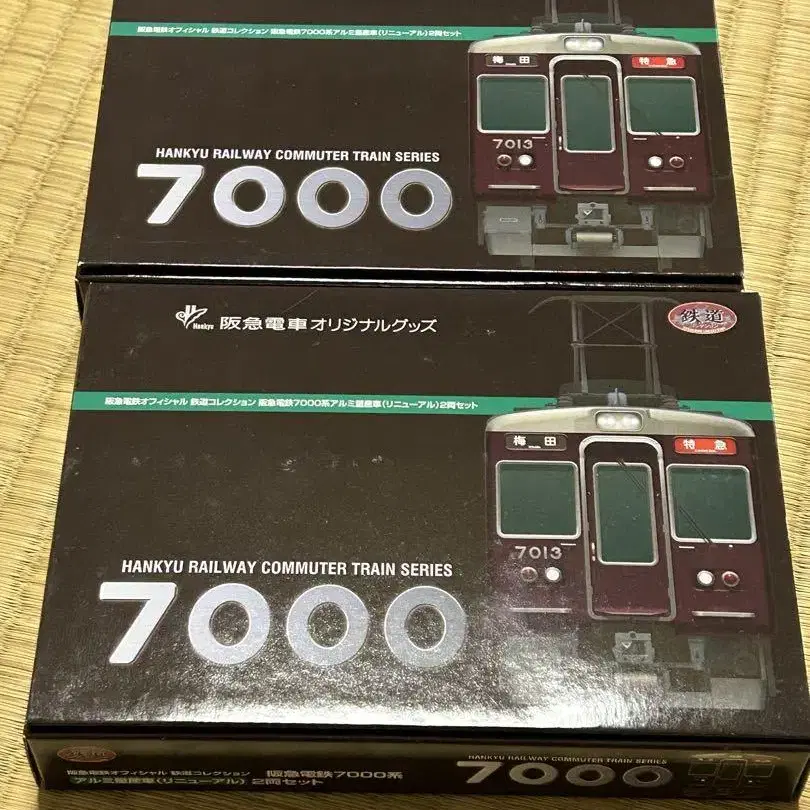 阪急電鉄オフィシャル 鉄道コレクション 阪急電鉄7000系アルミ量産車(リニューアル)2両セット
梅田
特急
7013
HANKYU RAILWAY COMMUTER TRAIN SERIES
7000
Hankyu 阪急電車オリジナルグッズ
鉄道
阪急電鉄オフィシャル 鉄道コレクション 阪急電鉄7000系アルミ量産車(リニューアル)2両セット
梅田
特急
7013
HANKYU RAILWAY COMMUTER TRAIN SERIES
7000
阪急電鉄オフィシャル 鉄道コレクション 阪急電鉄7000系
アルミ量産車(リニューアル) 2両セット
HANKYU RAILWAY COMMUTER TRAIN SERIES
7000